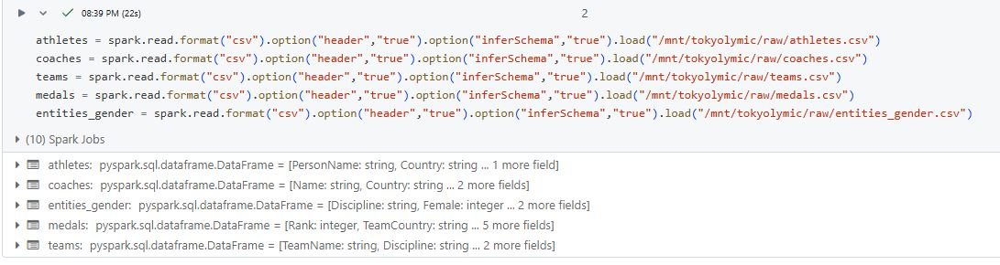 08:39 PM (22s)
2
athletes = spark.read.format("csv").option("header","true").option("inferSchema","true").load("/mnt/tokyolymic/raw/athletes.csv")
coaches = spark.read.format("csv").option("header","true").option("inferSchema","true").load("/mnt/tokyolymic/raw/coaches.csv")
teams = spark.read.format("csv").option("header","true").option("inferSchema","true").load("/mnt/tokyolymic/raw/teams.csv")
medals = spark.read.format("csv").option("header","true").option("inferSchema","true").load("/mnt/tokyolymic/raw/medals.csv")
entities_gender = spark.read.format("csv").option("header","true").option("inferSchema","true").load("/mnt/tokyolymic/raw/entities_gender.csv")
(10) Spark Jobs
athletes: pyspark.sql.dataframe.DataFrame = [PersonName: string, Country: string ... 1 more field]
coaches: pyspark.sql.dataframe.DataFrame = [Name: string, Country: string ... 2 more fields]
entities_gender: pyspark.sql.dataframe.DataFrame = [Discipline: string, Female: integer ... 2 more fields]
medals: pyspark.sql.dataframe.DataFrame = [Rank: integer, TeamCountry: string ... 5 more fields]
teams: pyspark.sql.dataframe.DataFrame = [TeamName: string, Discipline: string ... 2 more fields]